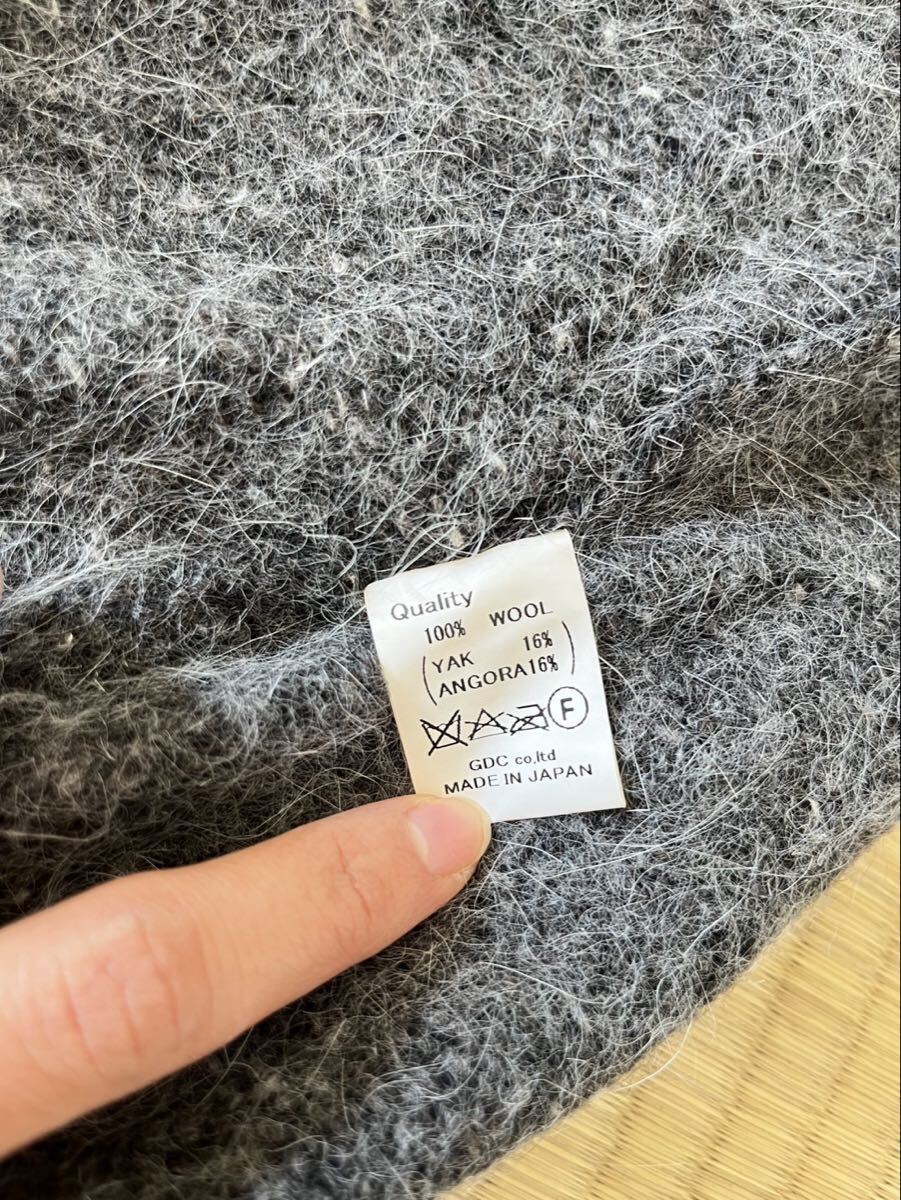 Quality
100% WOOL
(YAK 16%)
(ANGORA16%)
F
GDC co,ltd
MADE IN JAPAN